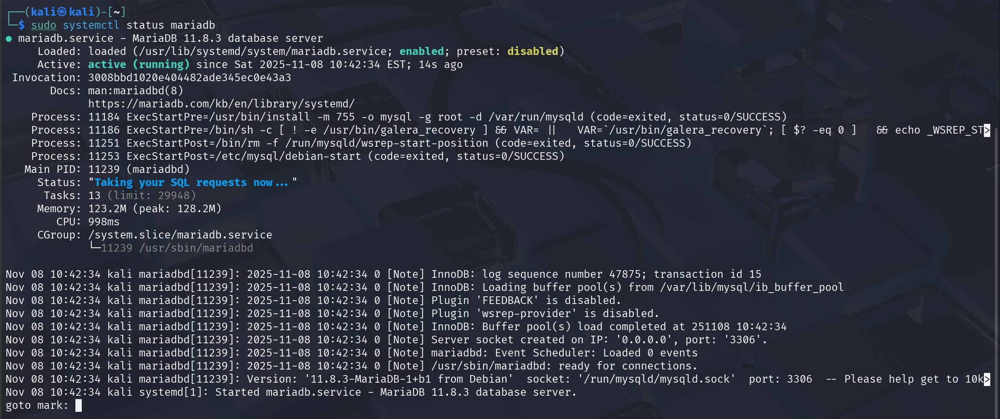 ┌──(kali㉿kali)-[~]
└─$ sudo systemctl status mariadb
● mariadb.service - MariaDB 11.8.3 database server
     Loaded: loaded (/usr/lib/systemd/system/mariadb.service; enabled; preset: disabled)
     Active: active (running) since Sat 2025-11-08 10:42:34 EST; 14s ago
 Invocation: 3008bbd1020e404482ade345ec0e43a3
       Docs: man:mariadbd(8)
             https://mariadb.com/kb/en/library/systemd/
    Process: 11184 ExecStartPre=/usr/bin/install -m 755 -o mysql -g root -d /var/run/mysqld (code=exited, status=0/SUCCESS)
    Process: 11186 ExecStartPre=/bin/sh -c [ ! -e /usr/bin/galera_recovery ] && VAR= ||   VAR=`/usr/bin/galera_recovery`; [ $? -eq 0 ]   && echo _WSREP_ST>
    Process: 11251 ExecStartPost=/bin/rm -f /run/mysqld/wsrep-start-position (code=exited, status=0/SUCCESS)
    Process: 11253 ExecStartPost=/etc/mysql/debian-start (code=exited, status=0/SUCCESS)
   Main PID: 11239 (mariadbd)
     Status: "Taking your SQL requests now..."
      Tasks: 13 (limit: 29948)
     Memory: 123.2M (peak: 128.2M)
        CPU: 998ms
     CGroup: /system.slice/mariadb.service
             └─11239 /usr/sbin/mariadbd

Nov 08 10:42:34 kali mariadbd[11239]: 2025-11-08 10:42:34 0 [Note] InnoDB: log sequence number 47875; transaction id 15
Nov 08 10:42:34 kali mariadbd[11239]: 2025-11-08 10:42:34 0 [Note] InnoDB: Loading buffer pool(s) from /var/lib/mysql/ib_buffer_pool
Nov 08 10:42:34 kali mariadbd[11239]: 2025-11-08 10:42:34 0 [Note] Plugin 'FEEDBACK' is disabled.
Nov 08 10:42:34 kali mariadbd[11239]: 2025-11-08 10:42:34 0 [Note] Plugin 'wsrep-provider' is disabled.
Nov 08 10:42:34 kali mariadbd[11239]: 2025-11-08 10:42:34 0 [Note] InnoDB: Buffer pool(s) load completed at 251108 10:42:34
Nov 08 10:42:34 kali mariadbd[11239]: 2025-11-08 10:42:34 0 [Note] Server socket created on IP: '0.0.0.0', port: '3306'.
Nov 08 10:42:34 kali mariadbd[11239]: 2025-11-08 10:42:34 0 [Note] mariadbd: Event Scheduler: Loaded 0 events
Nov 08 10:42:34 kali mariadbd[11239]: 2025-11-08 10:42:34 0 [Note] /usr/sbin/mariadbd: ready for connections.
Nov 08 10:42:34 kali mariadbd[11239]: Version: '11.8.3-MariaDB-1+b1 from Debian'  socket: '/run/mysqld/mysqld.sock'  port: 3306  -- Please help get to 10k>
Nov 08 10:42:34 kali systemd[1]: Started mariadb.service - MariaDB 11.8.3 database server.
goto mark: